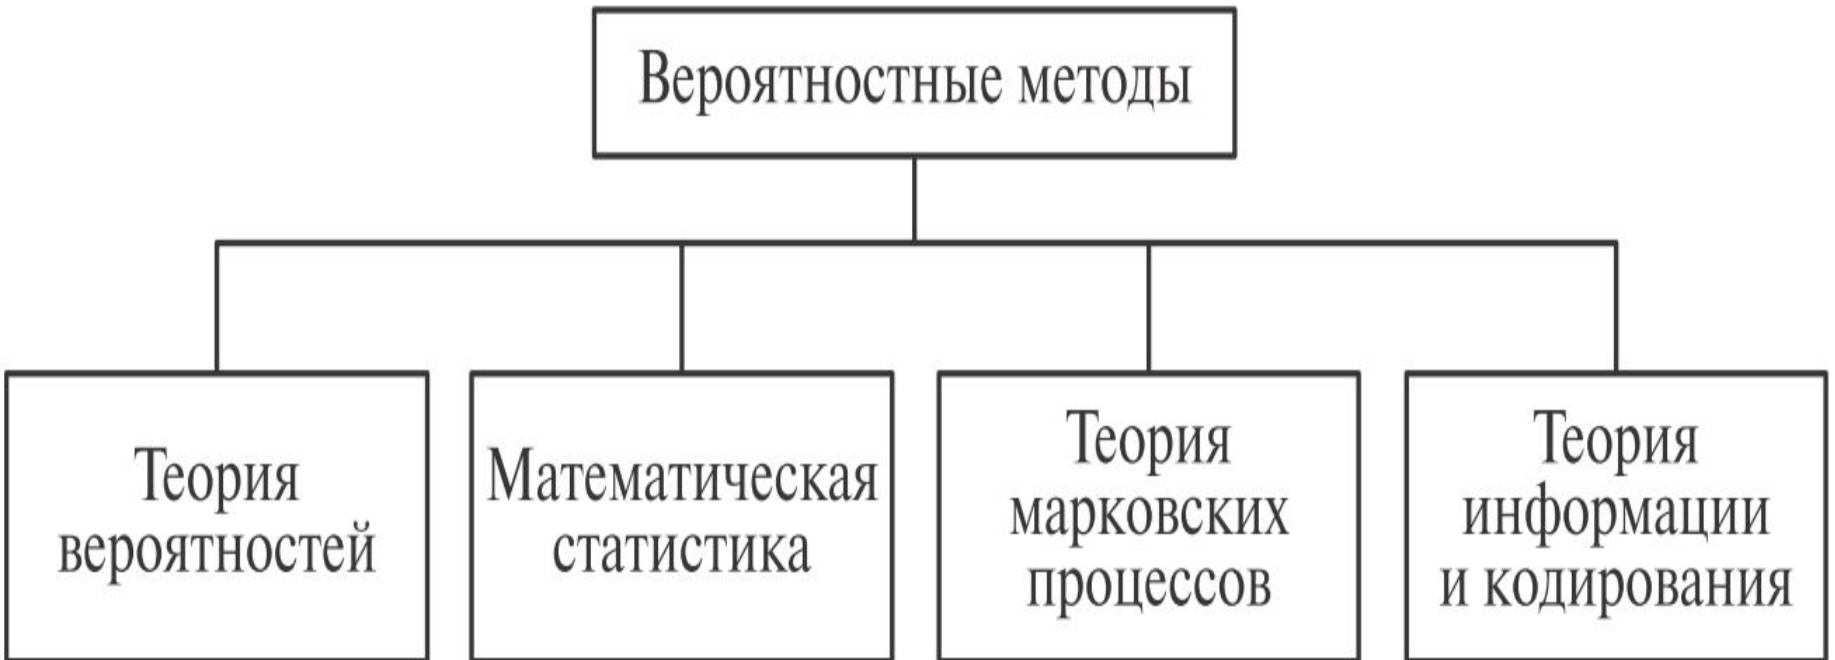 Вероятностные методы
Теория
вероятностей
Математическая
статистика
Теория
марковских
процессов
Теория
информации
и кодирования